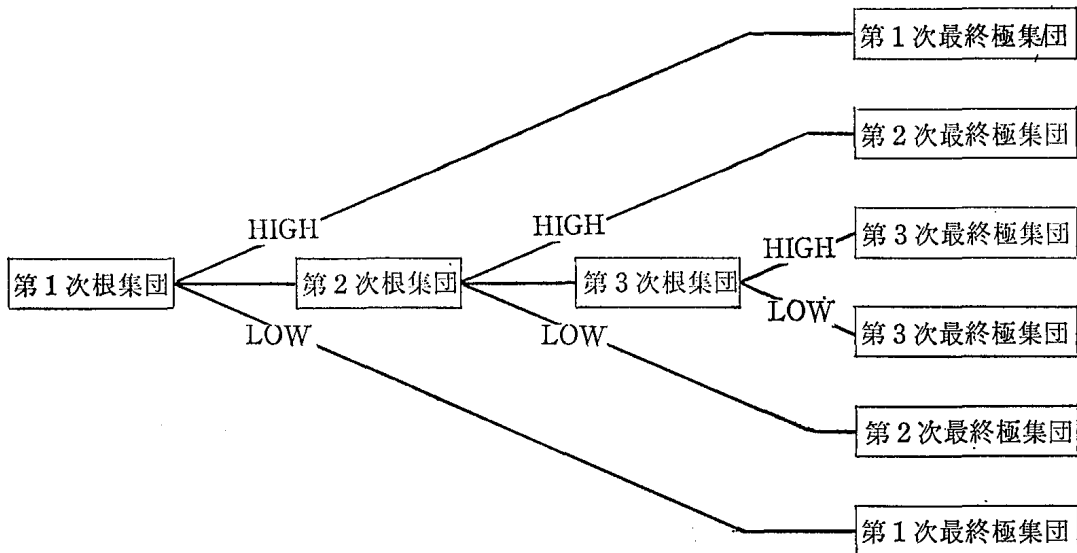 第1次最終極集団
第2次最終極集団
HIGH
HIGH
第3次最終極集団
HIGH
第1次根集団
第2次根集団
第3次根集団
LOW
LOW
LOW
第3次最終極集団
第2次最終極集団
第1次最終極集団